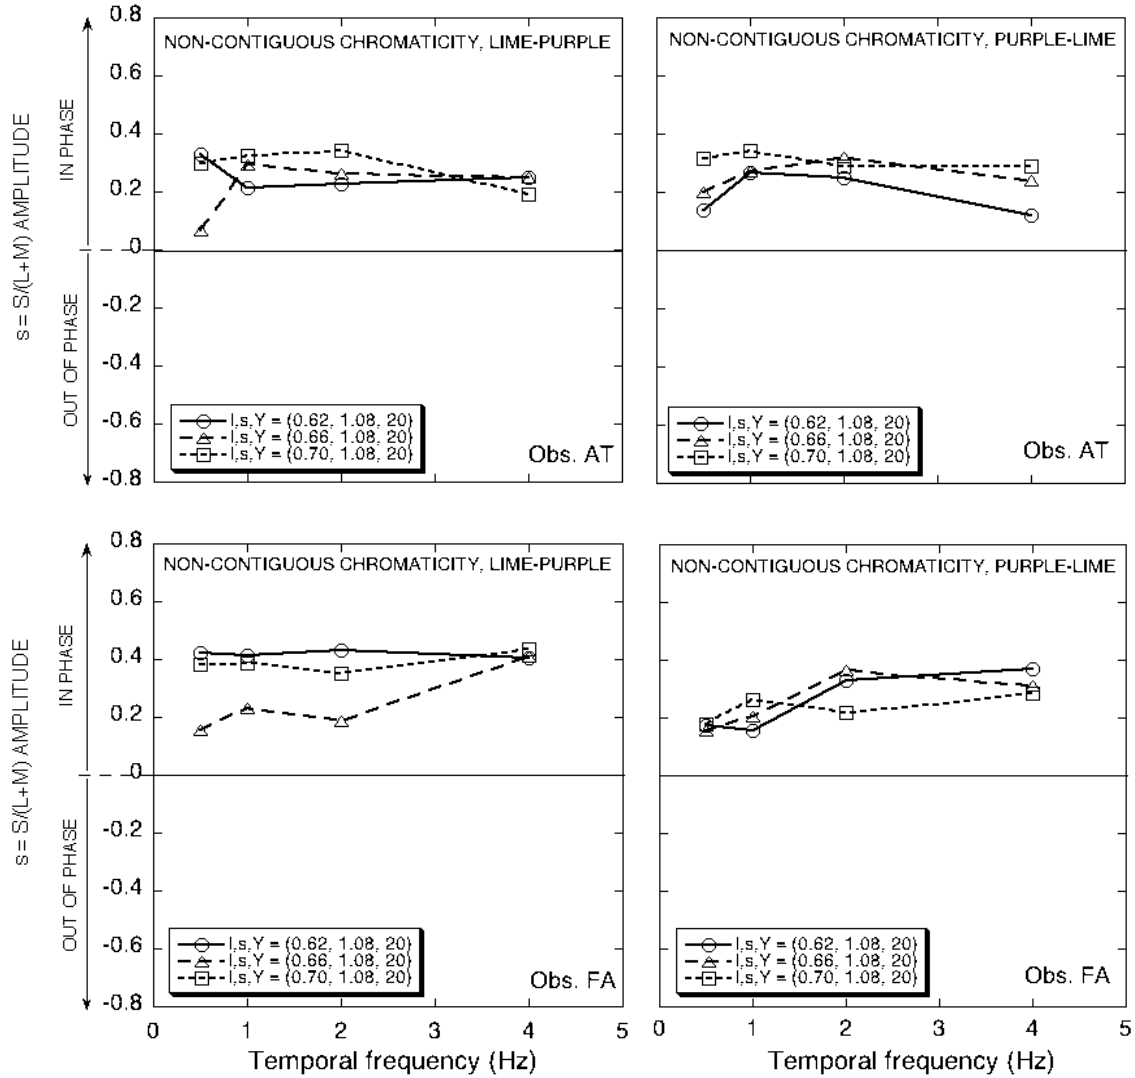 0.8
NON-CONTIGUOUS CHROMATICITY, LIME-PURPLE
0.6
0.4
0.2
0
-0.2
-0.4
-0.6
-0.8
s = S/(L+M) AMPLITUDE
IN PHASE
OUT OF PHASE
l,s,Y = {0.62, 1.08, 20}
l,s,Y = {0.66, 1.08, 20}
l,s,Y = {0.70, 1.08, 20}
Obs. AT
NON-CONTIGUOUS CHROMATICITY, PURPLE-LIME
l,s,Y = {0.62, 1.08, 20}
l,s,Y = {0.66, 1.08, 20}
l,s,Y = {0.70, 1.08, 20}
Obs. AT
0.8
NON-CONTIGUOUS CHROMATICITY, LIME-PURPLE
0.6
0.4
0.2
0
-0.2
-0.4
-0.6
-0.8
s = S/(L+M) AMPLITUDE
IN PHASE
OUT OF PHASE
l,s,Y = {0.62, 1.08, 20}
l,s,Y = {0.66, 1.08, 20}
l,s,Y = {0.70, 1.08, 20}
Obs. FA
0 1 2 3 4 5
Temporal frequency (Hz)
NON-CONTIGUOUS CHROMATICITY, PURPLE-LIME
l,s,Y = {0.62, 1.08, 20}
l,s,Y = {0.66, 1.08, 20}
l,s,Y = {0.70, 1.08, 20}
Obs. FA
0 1 2 3 4 5
Temporal frequency (Hz)